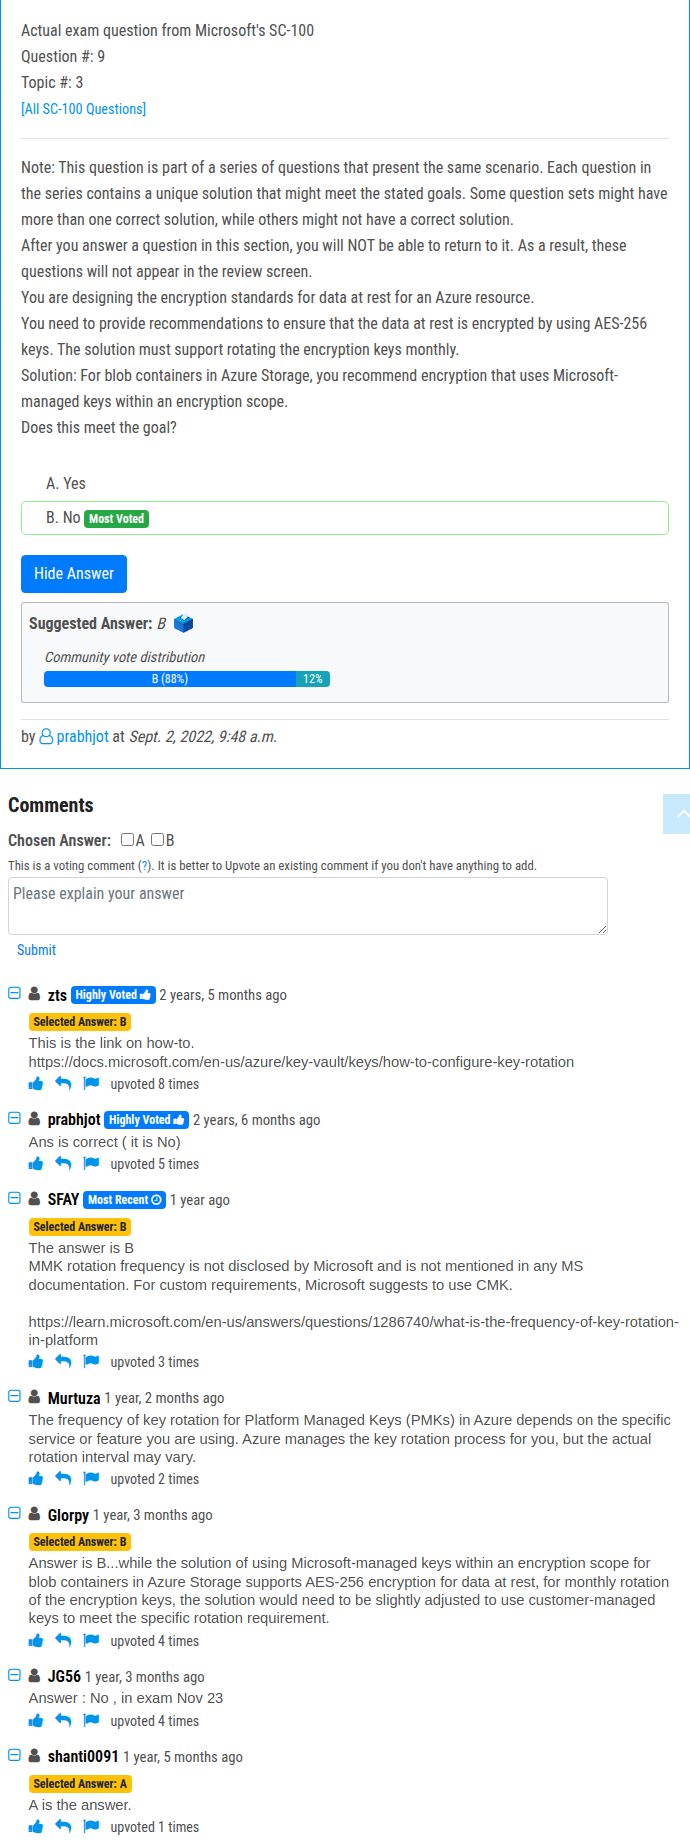 Actual exam question from Microsoft's SC-100
Question #: 9
Topic #: 3
[All SC-100 Questions]
Note: This question is part of a series of questions that present the same scenario. Each question in
the series contains a unique solution that might meet the stated goals. Some question sets might have
more than one correct solution, while others might not have a correct solution.
After you answer a question in this section, you will NOT be able to return to it. As a result, these
questions will not appear in the review screen.
You are designing the encryption standards for data at rest for an Azure resource.
You need to provide recommendations to ensure that the data at rest is encrypted by using AES-256
keys. The solution must support rotating the encryption keys monthly.
Solution: For blob containers in Azure Storage, you recommend encryption that uses Microsoft-
managed keys within an encryption scope.
Does this meet the goal?
A. Yes
B. No Most Voted
Hide Answer
Suggested Answer: B
Community vote distribution
B (88%) 12%
by prabhjot at Sept. 2, 2022, 9:48 a.m.
Comments
Chosen Answer: A B
This is a voting comment (?). It is better to Upvote an existing comment if you don't have anything to add.
Please explain your answer
Submit
zts Highly Voted 2 years, 5 months ago
Selected Answer: B
This is the link on how-to.
https://docs.microsoft.com/en-us/azure/key-vault/keys/how-to-configure-key-rotation
upvoted 8 times
prabhjot Highly Voted 2 years, 6 months ago
Ans is correct ( it is No)
upvoted 5 times
SFAY Most Recent 1 year ago
Selected Answer: B
The answer is B
MMK rotation frequency is not disclosed by Microsoft and is not mentioned in any MS
documentation. For custom requirements, Microsoft suggests to use CMK.
https://learn.microsoft.com/en-us/answers/questions/1286740/what-is-the-frequency-of-key-rotation-
in-platform
upvoted 3 times
Murtuza 1 year, 2 months ago
The frequency of key rotation for Platform Managed Keys (PMKs) in Azure depends on the specific
service or feature you are using. Azure manages the key rotation process for you, but the actual
rotation interval may vary.
upvoted 2 times
Glorpy 1 year, 3 months ago
Selected Answer: B
Answer is B...while the solution of using Microsoft-managed keys within an encryption scope for
blob containers in Azure Storage supports AES-256 encryption for data at rest, for monthly rotation
of the encryption keys, the solution would need to be slightly adjusted to use customer-managed
keys to meet the specific rotation requirement.
upvoted 4 times
JG56 1 year, 3 months ago
Answer : No , in exam Nov 23
upvoted 4 times
shanti0091 1 year, 5 months ago
Selected Answer: A
A is the answer.
upvoted 1 times